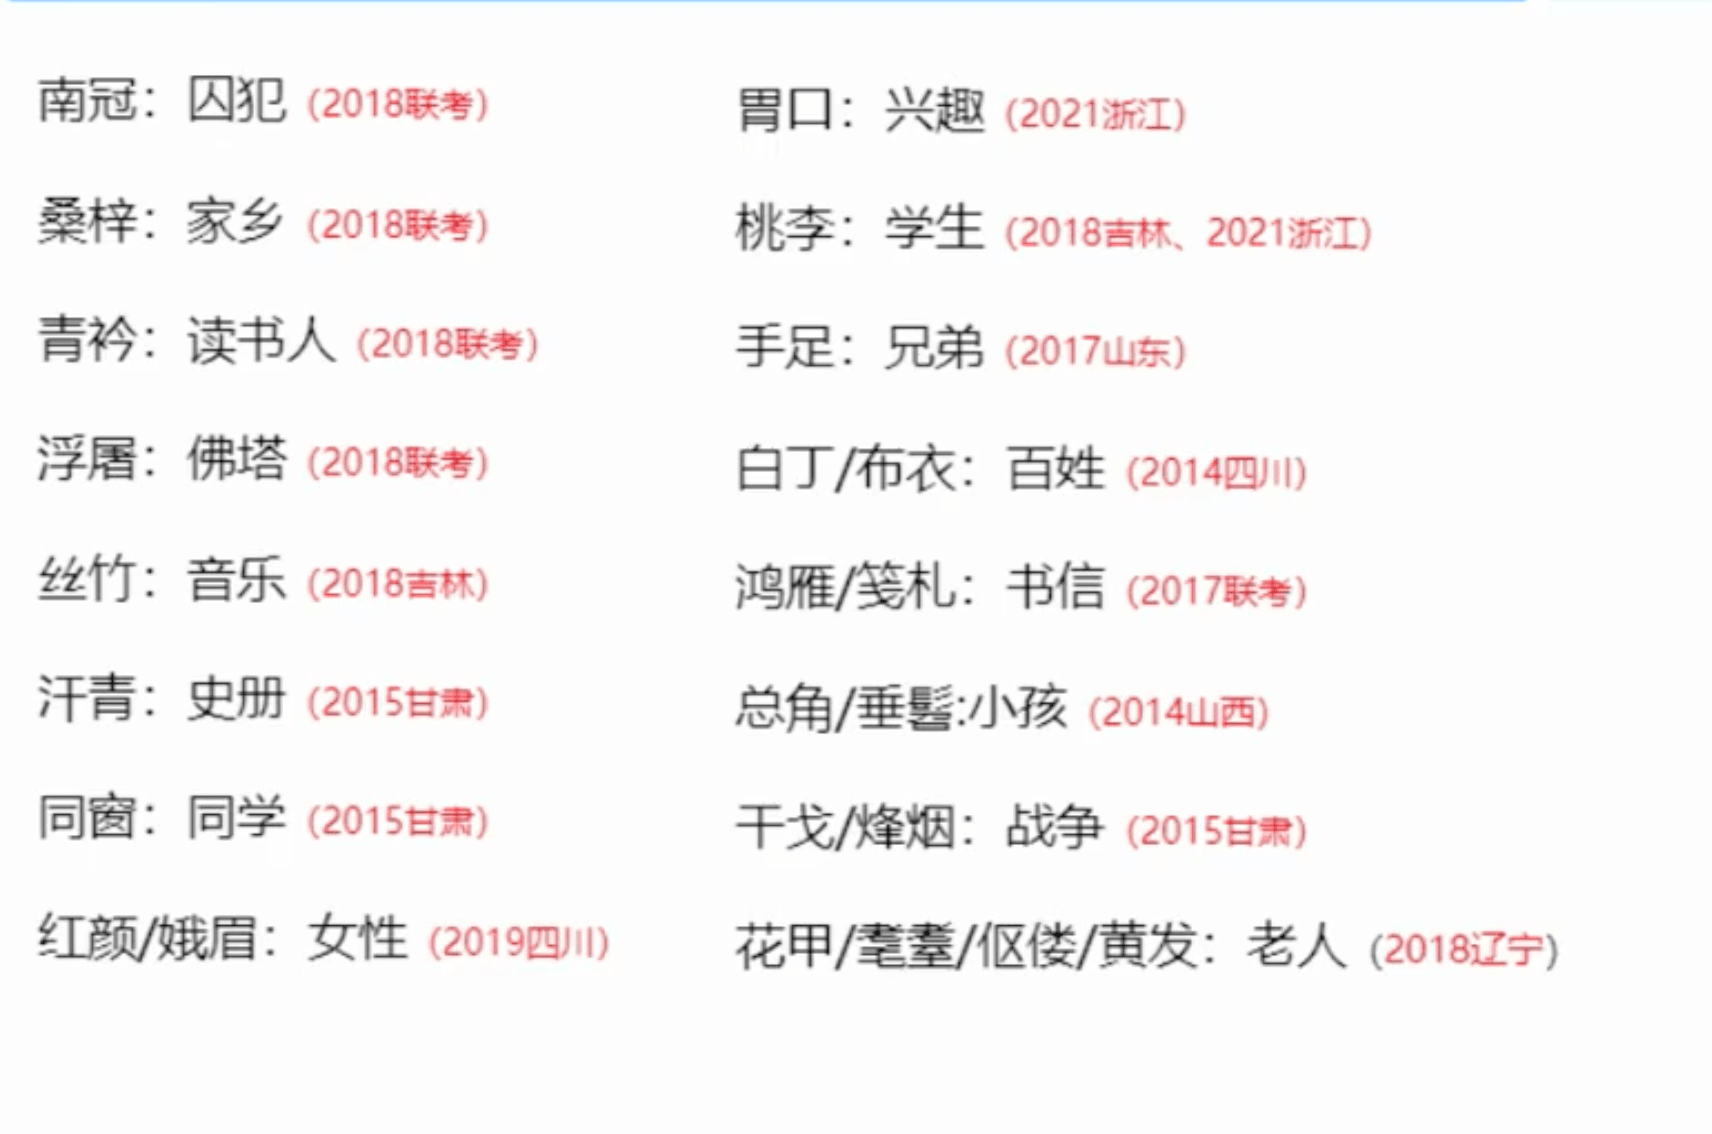 南冠：囚犯（2018联考）
桑梓：家乡（2018联考）
青衿：读书人（2018联考）
浮屠：佛塔（2018联考）
丝竹：音乐（2018吉林）
汗青：史册（2015甘肃）
同窗：同学（2015甘肃）
红颜/娥眉：女性（2019四川）
胃口：兴趣（2021浙江）
桃李：学生（2018吉林、2021浙江）
手足：兄弟（2017山东）
白丁/布衣：百姓（2014四川）
鸿雁/笺札：书信（2017联考）
总角/垂髫:小孩（2014山西）
干戈/烽烟：战争（2015甘肃）
花甲/耄耋/伛偻/黄发：老人（2018辽宁）